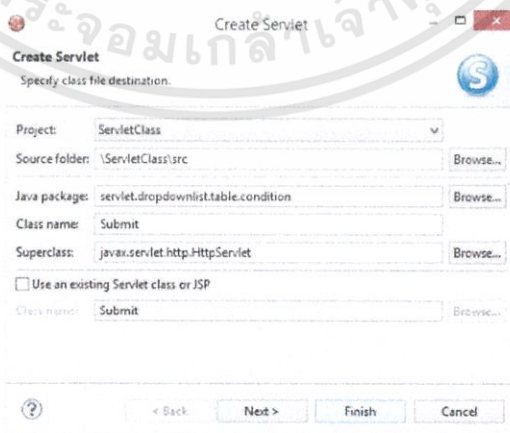 Create Servlet
Create Servlet
Specify class file destination.
S
Project: ServletClass
Source folder: \ServletClass\src Browse...
Java package: servlet.dropdownlist.table.condition Browse...
Class name: Submit
Superclass: javax.servlet.http.HttpServlet Browse...
Use an existing Servlet class or JSP
Class name: Submit Browse...
? < Back Next > Finish Cancel